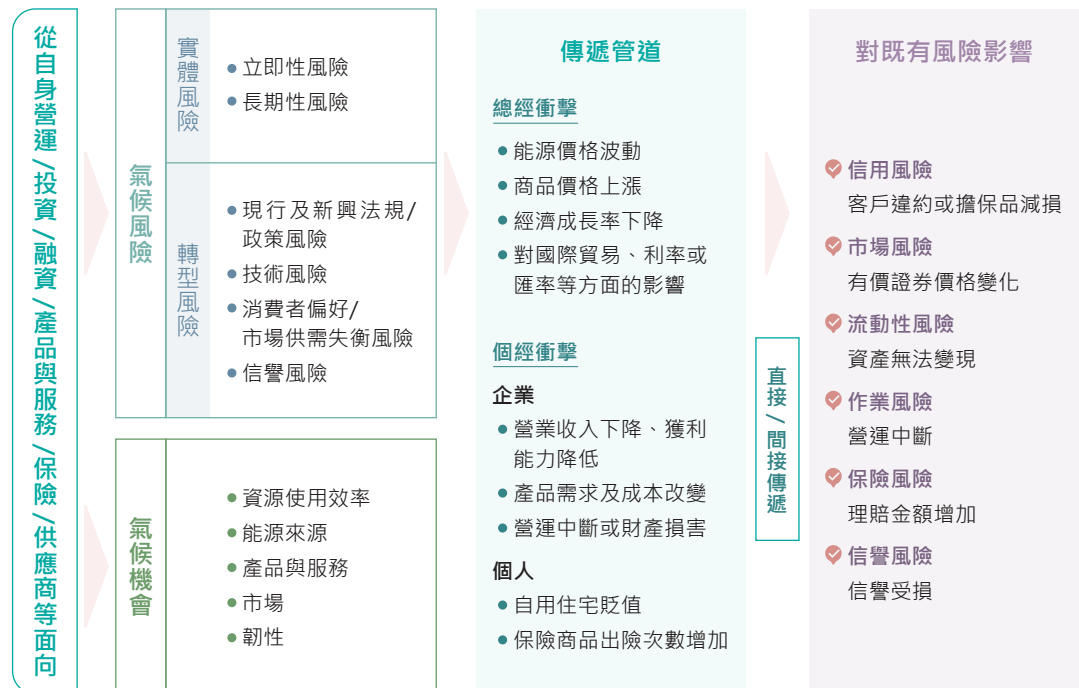 從自身營運/投資/融資/產品與服務/保險/供應商等面向
氣候風險
實體風險
立即性風險
長期性風險
轉型風險
現行及新興法規/
政策風險
技術風險
消費者偏好/
市場供需失衡風險
信譽風險
氣候機會
資源使用效率
能源來源
產品與服務
市場
韌性
傳遞管道
總經衝擊
能源價格波動
商品價格上漲
經濟成長率下降
對國際貿易、利率或
匯率等方面的影響
個經衝擊
企業
營業收入下降、獲利
能力降低
產品需求及成本改變
營運中斷或財產損害
個人
自用住宅貶值
保險商品出險次數增加
直接/間接傳遞
對既有風險影響
信用風險
客戶違約或擔保品減損
市場風險
有價證券價格變化
流動性風險
資產無法變現
作業風險
營運中斷
保險風險
理賠金額增加
信譽風險
信譽受損